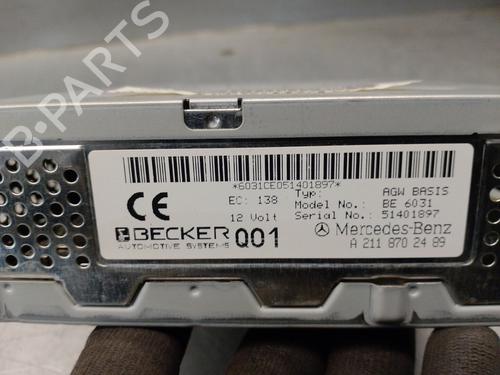 B-PARTS
*6031CE051401897*
CE
EC: 138
12 Volt
Typ: AGW BASIS
Model No.: BE 6031
Serial No.: 51401897
BECKER
AUTOMOTIVE SYSTEMS
Q01
Mercedes-Benz
A 211 870 24 89